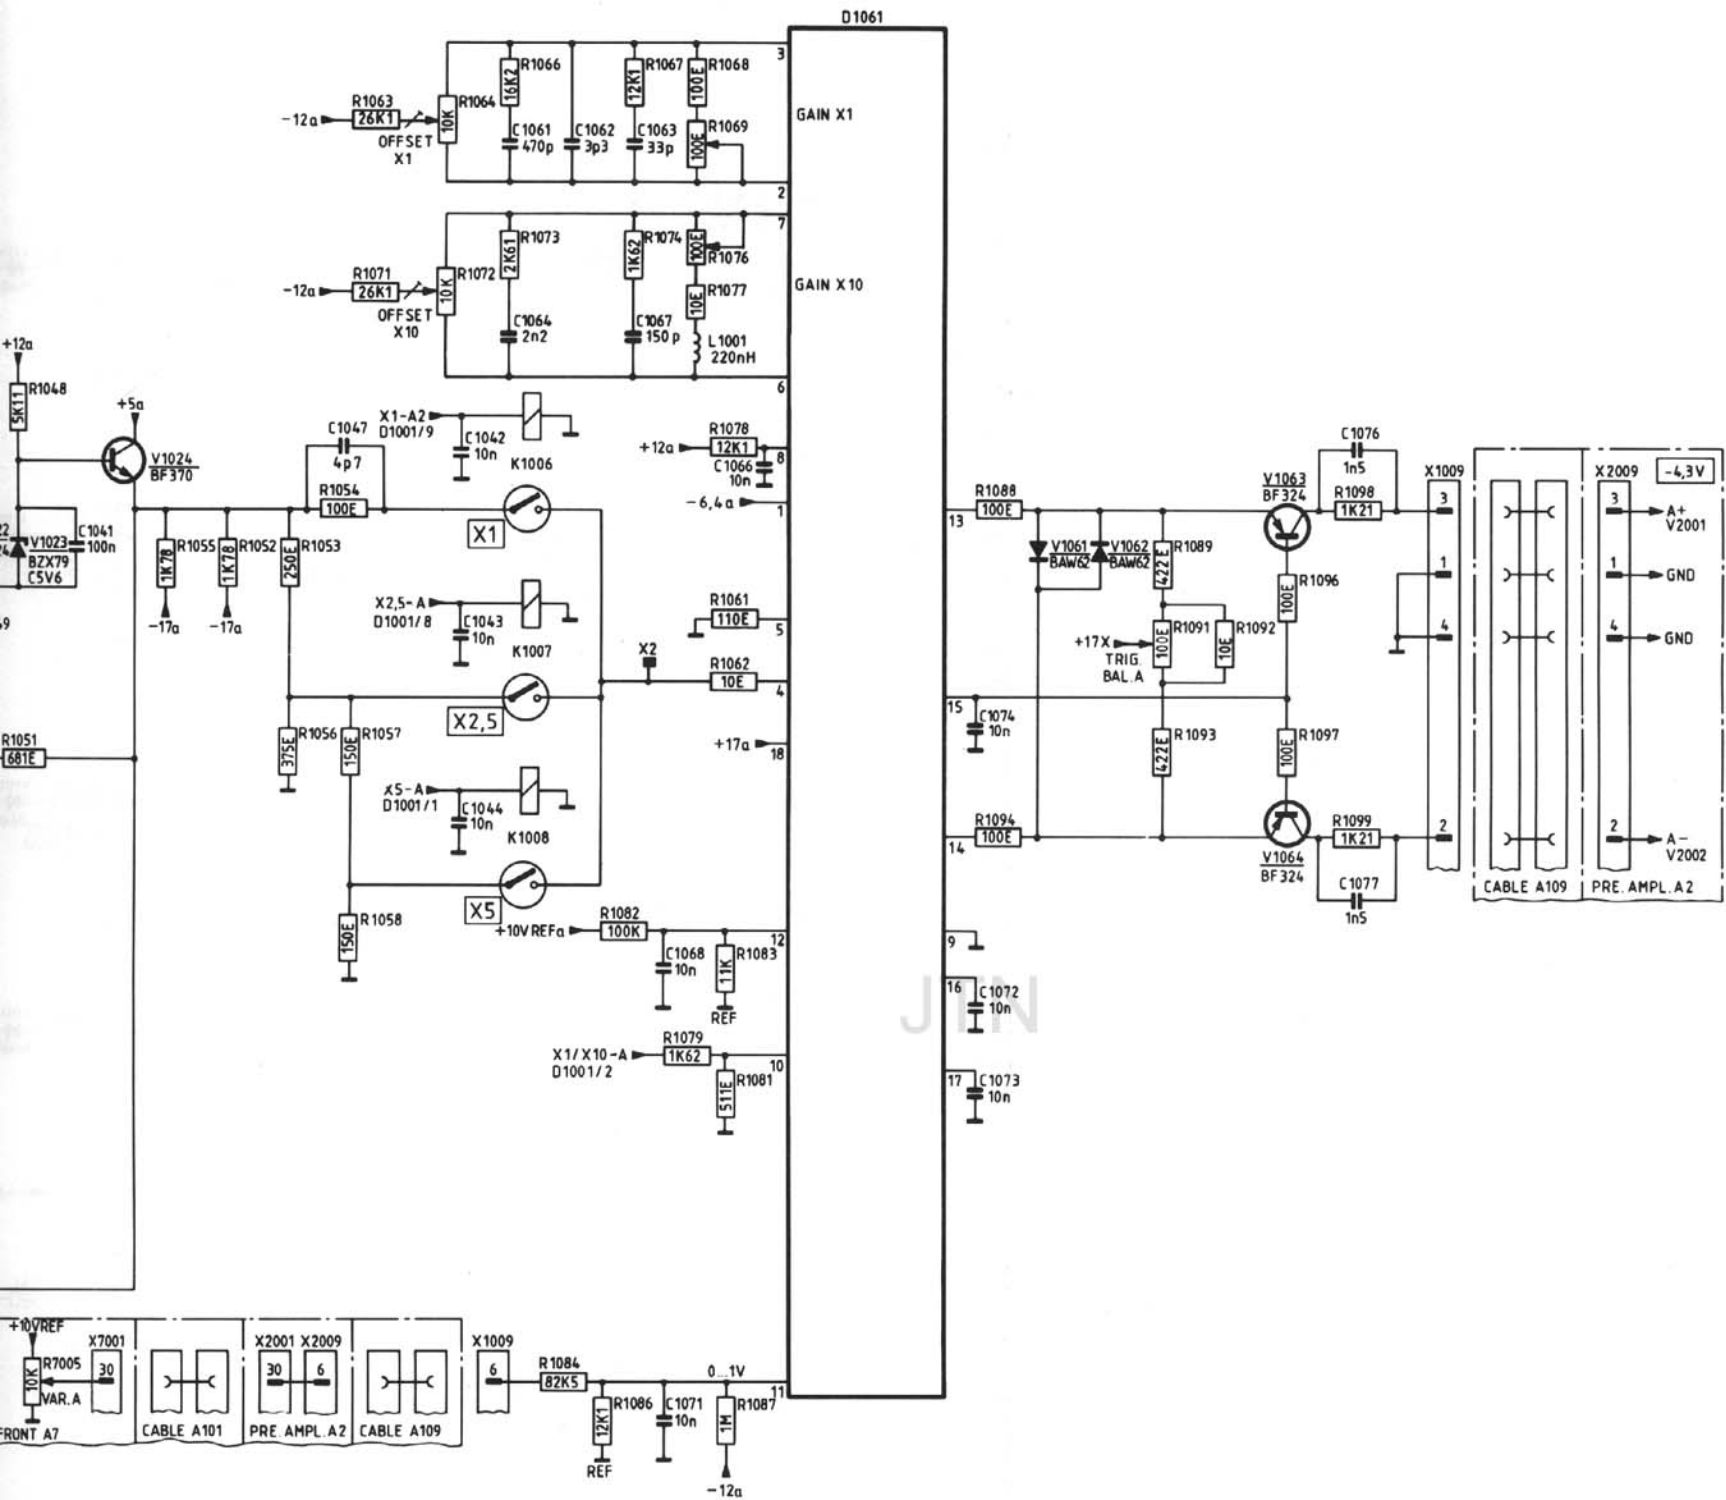 D1061
3
R1066
16K2
R1067
12K1
R1068
100E
R1063
26K1
-12a
R1064
10K
OFFSET
X1
C1061
470p
C1062
3p3
C1063
33p
R1069
100E
GAIN X1
2
7
R1073
2K61
R1074
1K62
100E
R1076
R1071
26K1
-12a
R1072
10K
OFFSET
X10
R1077
10E
GAIN X10
C1064
2n2
C1067
150p
L1001
220nH
6
+12a
R1048
5K11
+5a
V1024
BF370
C1047
4p7
X1-A2
D1001/9
C1042
10n
K1006
+12a
R1078
12K1
C1066
10n
8
R1054
100E
X1
-6,4a
1
V1023
BZX79
C5V6
C1041
100n
R1055
1K78
R1052
1K78
R1053
250E
-17a
-17a
X2,5-A
D1001/8
C1043
10n
K1007
R1061
110E
5
X2
R1062
10E
4
X2,5
R1056
375E
R1057
150E
+17a
18
R1051
681E
X5-A
D1001/1
C1044
10n
K1008
X5
R1058
150E
+10VREFa
R1082
100K
12
C1068
10n
R1083
11K
REF
X1/X10-A
D1001/2
R1079
1K62
10
R1081
511E
13
R1088
100E
V1061
BAW62
V1062
BAW62
R1089
422E
V1063
BF324
C1076
1n5
R1098
1K21
R1096
100E
+17X
TRIG.
BAL.A
R1091
100E
R1092
10E
15
C1074
10n
R1093
422E
R1097
100E
14
R1094
100E
V1064
BF324
R1099
1K21
C1077
1n5
X1009
3
1
4
2
CABLE A109
X2009
-4,3V
3
A+
V2001
1
GND
4
GND
2
A-
V2002
PRE.AMPL.A2
9
16
C1072
10n
17
C1073
10n
JTN
+10VREF
R7005
10K
VAR.A
X7001
30
FRONT A7
CABLE A101
X2001 X2009
30
6
PRE.AMPL.A2
CABLE A109
X1009
6
R1084
82K5
0...1V
11
R1086
12K1
REF
C1071
10n
R1087
1M
-12a